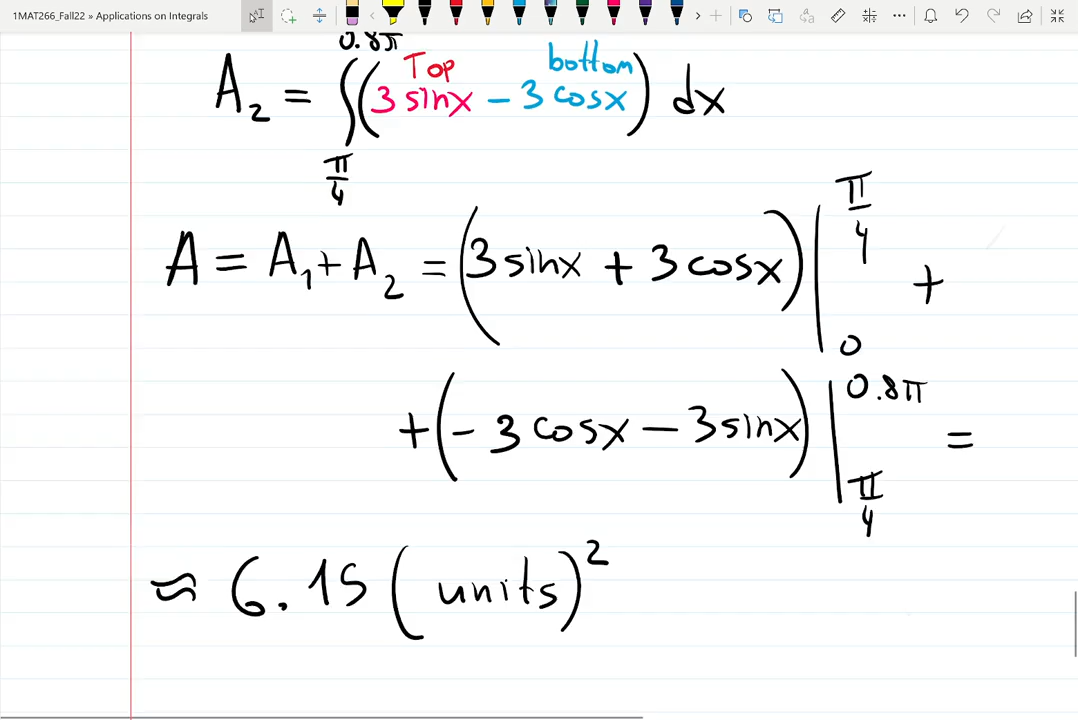 1MAT266_Fall22 » Applications on Integrals
A₂ = ∫_{π/4}^{0.8π} (3 sinx − 3 cosx) dx
Top bottom
A = A₁ + A₂ = (3 sinx + 3 cosx) |_0^{π/4} +
+ (− 3 cosx − 3 sinx) |_{π/4}^{0.8π} =
≈ 6.15 (units)²